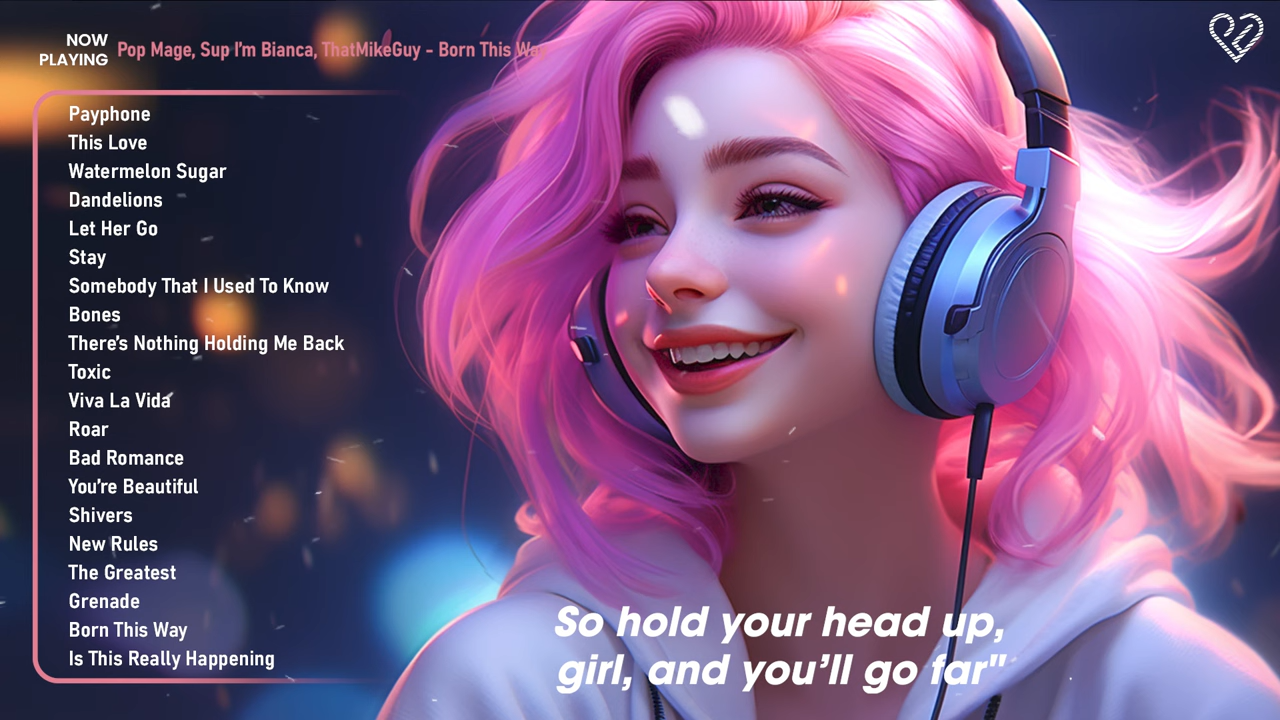 NOW
PLAYING
Pop Mage, Sup I'm Bianca, ThatMikeGuy - Born This Way
Payphone
This Love
Watermelon Sugar
Dandelions
Let Her Go
Stay
Somebody That I Used To Know
Bones
There's Nothing Holding Me Back
Toxic
Viva La Vida
Roar
Bad Romance
You're Beautiful
Shivers
New Rules
The Greatest
Grenade
Born This Way
Is This Really Happening
So hold your head up,
girl, and you'll go far"